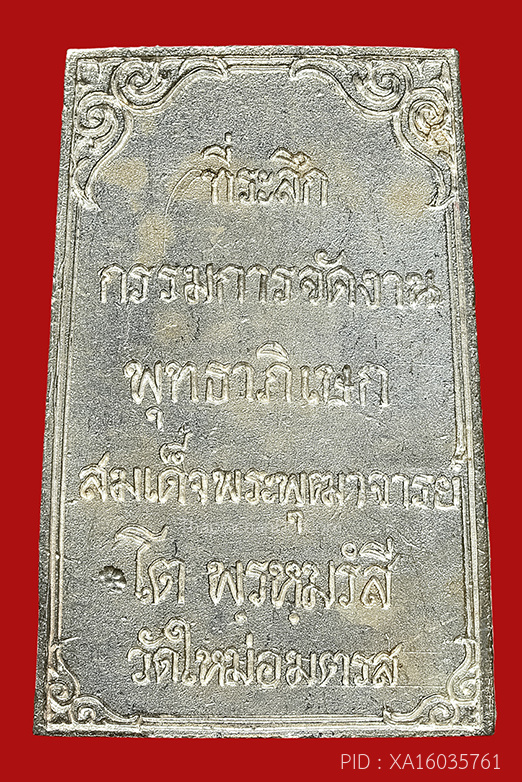 ที่ระลึก
กรรมการจัดงาน
พุทธาภิเษก
สมเด็จพระพุฒาจารย์
โต พฺรหฺมรํสี
วัดใหม่อมตรส
PID : XA16035761